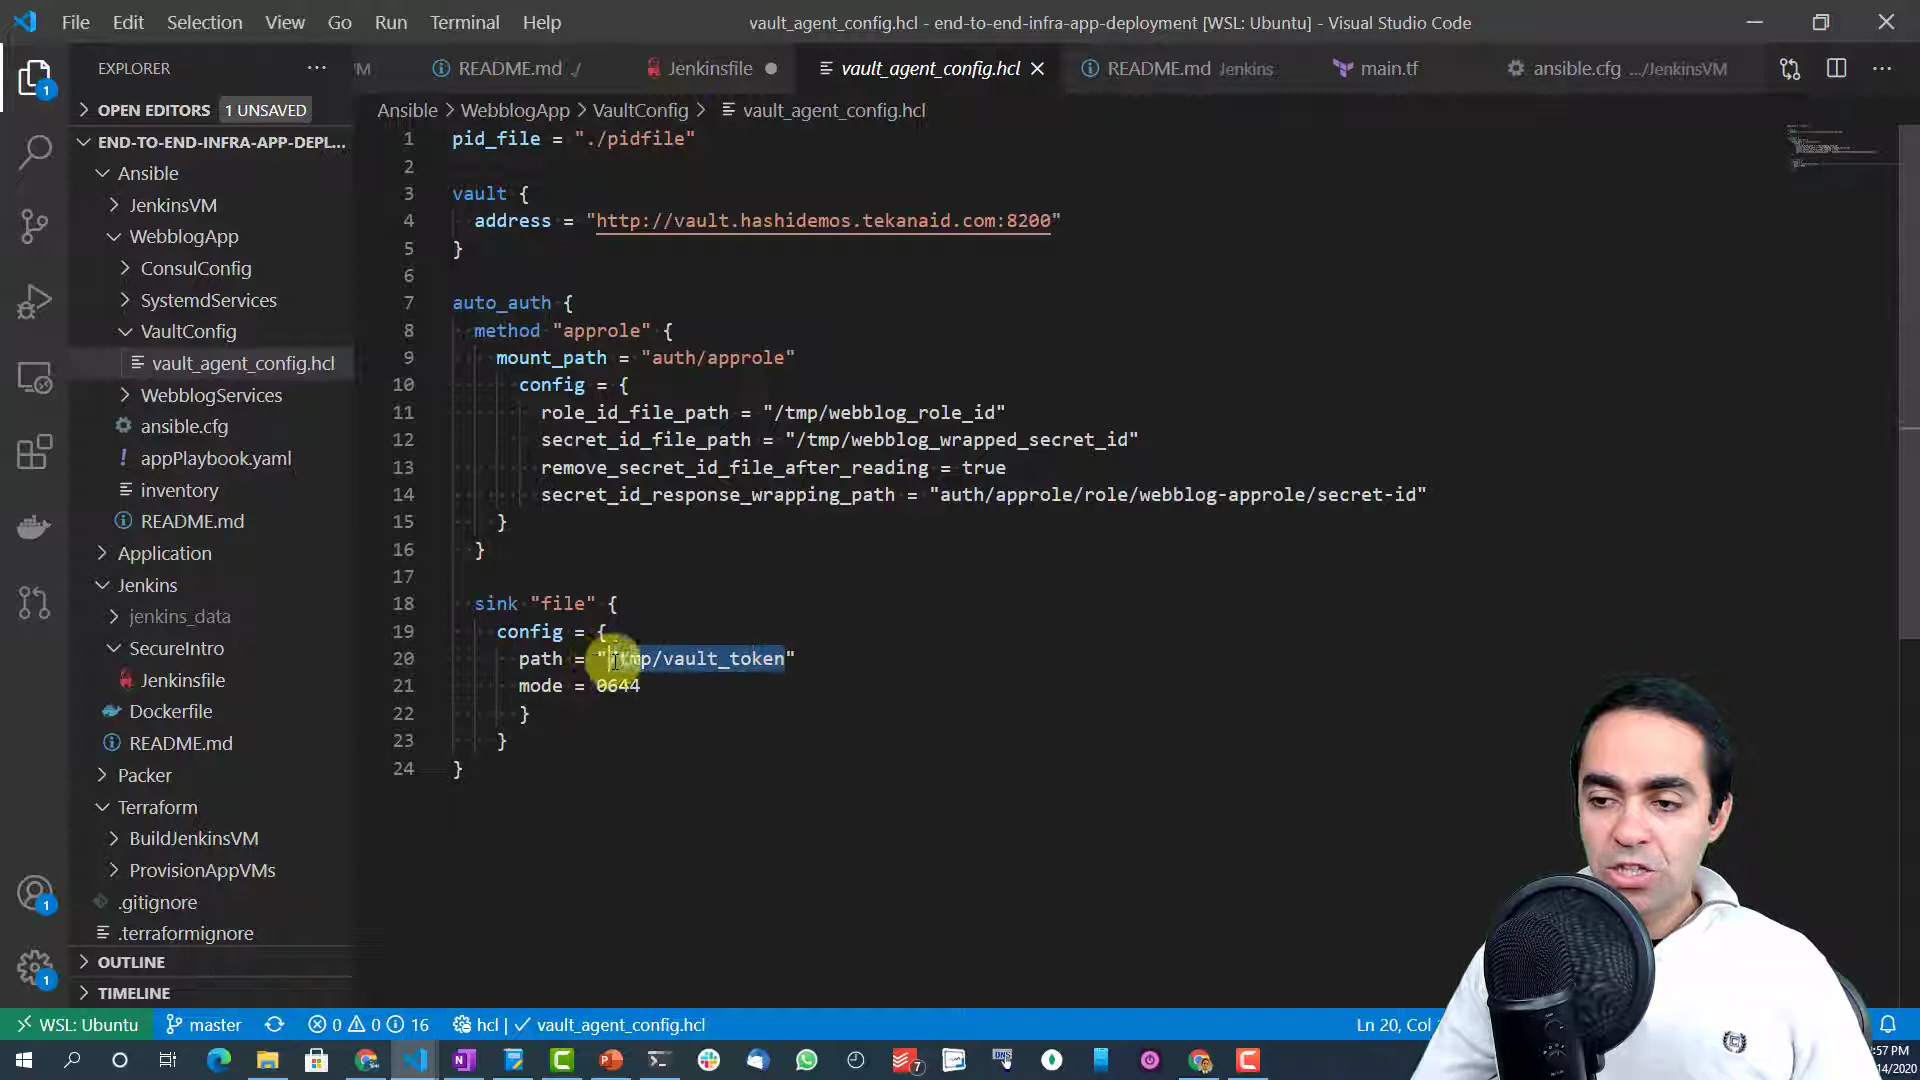 File Edit Selection View Go Run Terminal Help
vault_agent_config.hcl - end-to-end-infra-app-deployment [WSL: Ubuntu] - Visual Studio Code
EXPLORER
README.md ./
Jenkinsfile
vault_agent_config.hcl
README.md Jenkins
main.tf
ansible.cfg .../JenkinsVM
OPEN EDITORS 1 UNSAVED
Ansible > WebblogApp > VaultConfig > vault_agent_config.hcl
END-TO-END-INFRA-APP-DEPL...
Ansible
JenkinsVM
WebblogApp
ConsulConfig
SystemdServices
VaultConfig
vault_agent_config.hcl
WebblogServices
ansible.cfg
appPlaybook.yaml
inventory
README.md
Application
Jenkins
jenkins_data
SecureIntro
Jenkinsfile
Dockerfile
README.md
Packer
Terraform
BuildJenkinsVM
ProvisionAppVMs
.gitignore
.terraformignore
OUTLINE
TIMELINE
1 pid_file = "./pidfile"
2
3 vault {
4 address = "http://vault.hashidemos.tekanaid.com:8200"
5 }
6
7 auto_auth {
8 method "approle" {
9 mount_path = "auth/approle"
10 config = {
11 role_id_file_path = "/tmp/webblog_role_id"
12 secret_id_file_path = "/tmp/webblog_wrapped_secret_id"
13 remove_secret_id_file_after_reading = true
14 secret_id_response_wrapping_path = "auth/approle/role/webblog-approle/secret-id"
15 }
16 }
17
18 sink "file" {
19 config = {
20 path = "/tmp/vault_token"
21 mode = 0644
22 }
23 }
24 }
WSL: Ubuntu master 0 0 16 hcl | ✓ vault_agent_config.hcl Ln 20, Col
:57 PM
14/2020